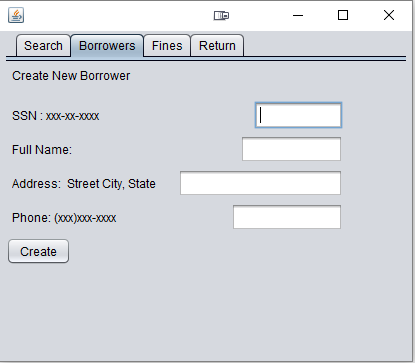 Search Borrowers Fines Return
Create New Borrower
SSN : xxx-xx-xxxx
Full Name:
Address:  Street City, State
Phone: (xxx)xxx-xxxx
Create